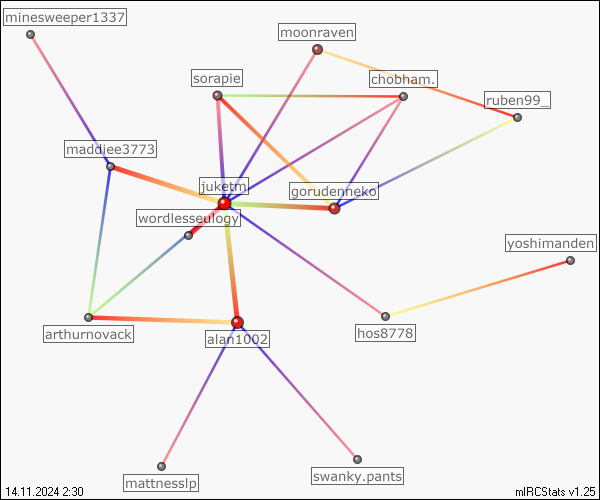 minesweeper1337
moonraven
sorapie
chobham.
ruben99_
maddiee3773
juketm
gorudenneko
wordlesseulogy
yoshimanden
arthurnovack
alan1002
hos8778
mattnesslp
swanky.pants
14.11.2024 2:30
mIRCStats v1.25